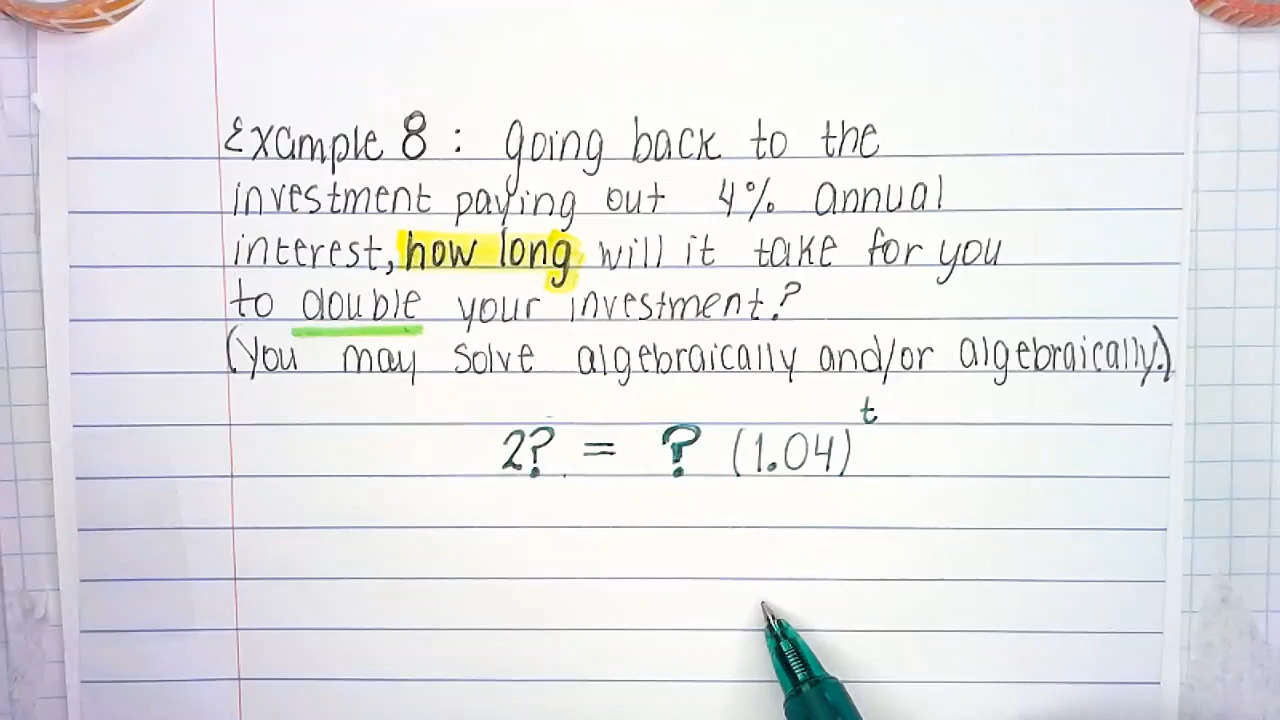 Example 8 : going back to the
investment paying out 4% annual
interest, how long will it take for you
to double your investment?
(You may solve algebraically and/or algebraically.)
2? = ? (1.04)^t